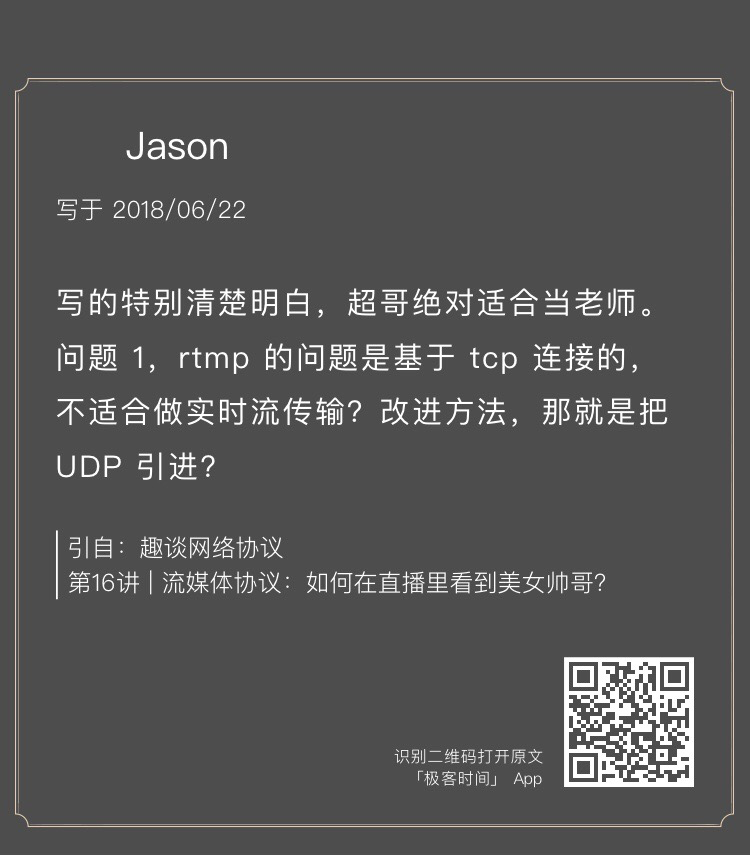 Jason
写于 2018/06/22
写的特别清楚明白，超哥绝对适合当老师。
问题 1，rtmp 的问题是基于 tcp 连接的，
不适合做实时流传输？改进方法，那就是把
UDP 引进？
引自：趣谈网络协议
第16讲 | 流媒体协议：如何在直播里看到美女帅哥？
识别二维码打开原文
「极客时间」 App